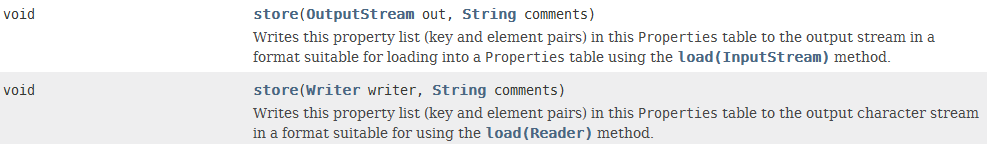 void store(OutputStream out, String comments)
Writes this property list (key and element pairs) in this Properties table to the output stream in a
format suitable for loading into a Properties table using the load(InputStream) method.
void store(Writer writer, String comments)
Writes this property list (key and element pairs) in this Properties table to the output character stream
in a format suitable for using the load(Reader) method.